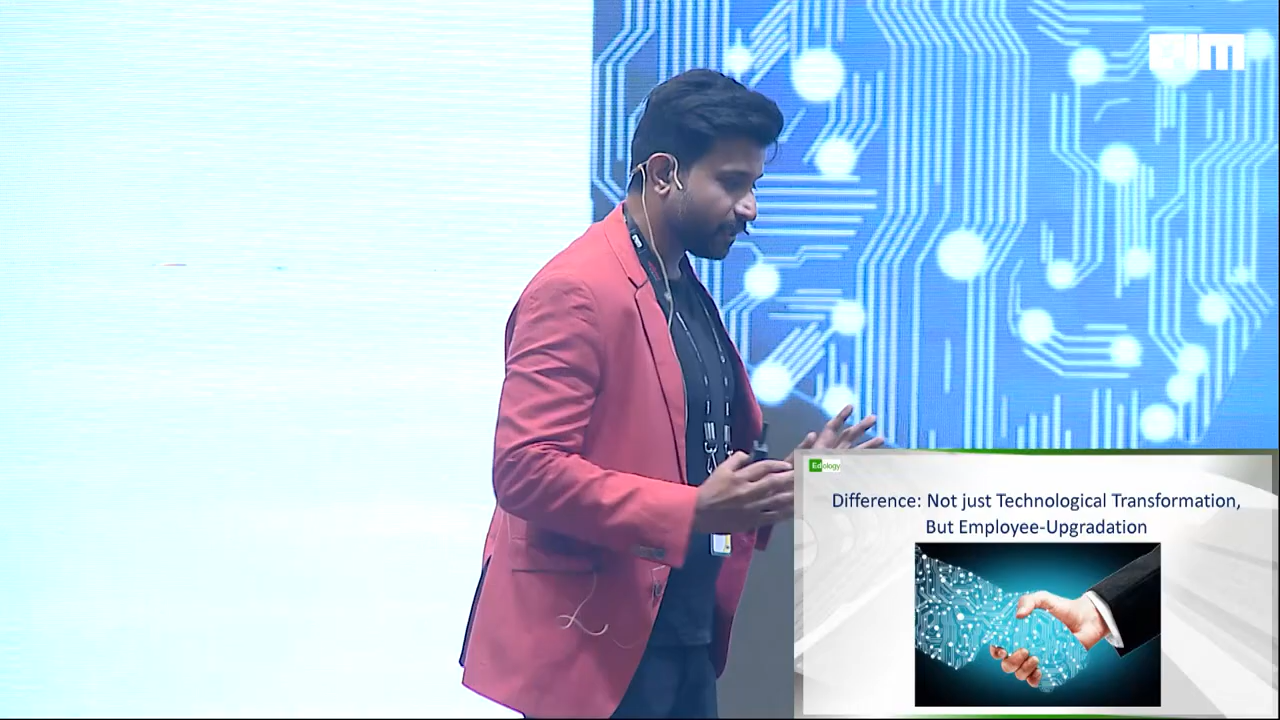 AIM
Edology
Difference: Not just Technological Transformation,
But Employee-Upgradation